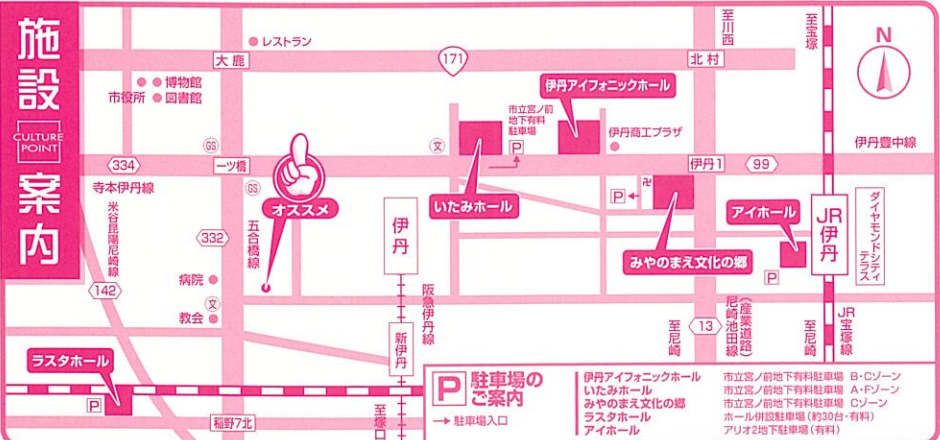 施設案内
CULTURE
POINT
レストラン
大鹿
171
至川西
北村
至宝塚
N
博物館
市役所
図書館
伊丹アイフォニックホール
市立宮ノ前
地下有料
駐車場
P
伊丹商工プラザ
GS
文
334
一ツ橋
伊丹1
99
伊丹豊中線
寺本伊丹線
GS
オススメ
いたみホール
P
卍
アイホール
JR伊丹
ダイヤモンドシティ
テラス
米谷昆陽尼崎線
332
五合橋線
伊丹
みやのまえ文化の郷
P
病院
142
文
教会
阪急伊丹線
新伊丹
至尼崎
13
(産業道路)
尼崎池田線
至尼崎
JR宝塚線
ラスタホール
P
稲野7北
至塚口
P 駐車場のご案内
→ 駐車場入口
伊丹アイフォニックホール 市立宮ノ前地下有料駐車場 B・Cゾーン
いたみホール 市立宮ノ前地下有料駐車場 A・Fゾーン
みやのまえ文化の郷 市立宮ノ前地下有料駐車場 Cゾーン
ラスタホール ホール併設駐車場(約30台・有料)
アイホール アリオ2地下駐車場(有料)